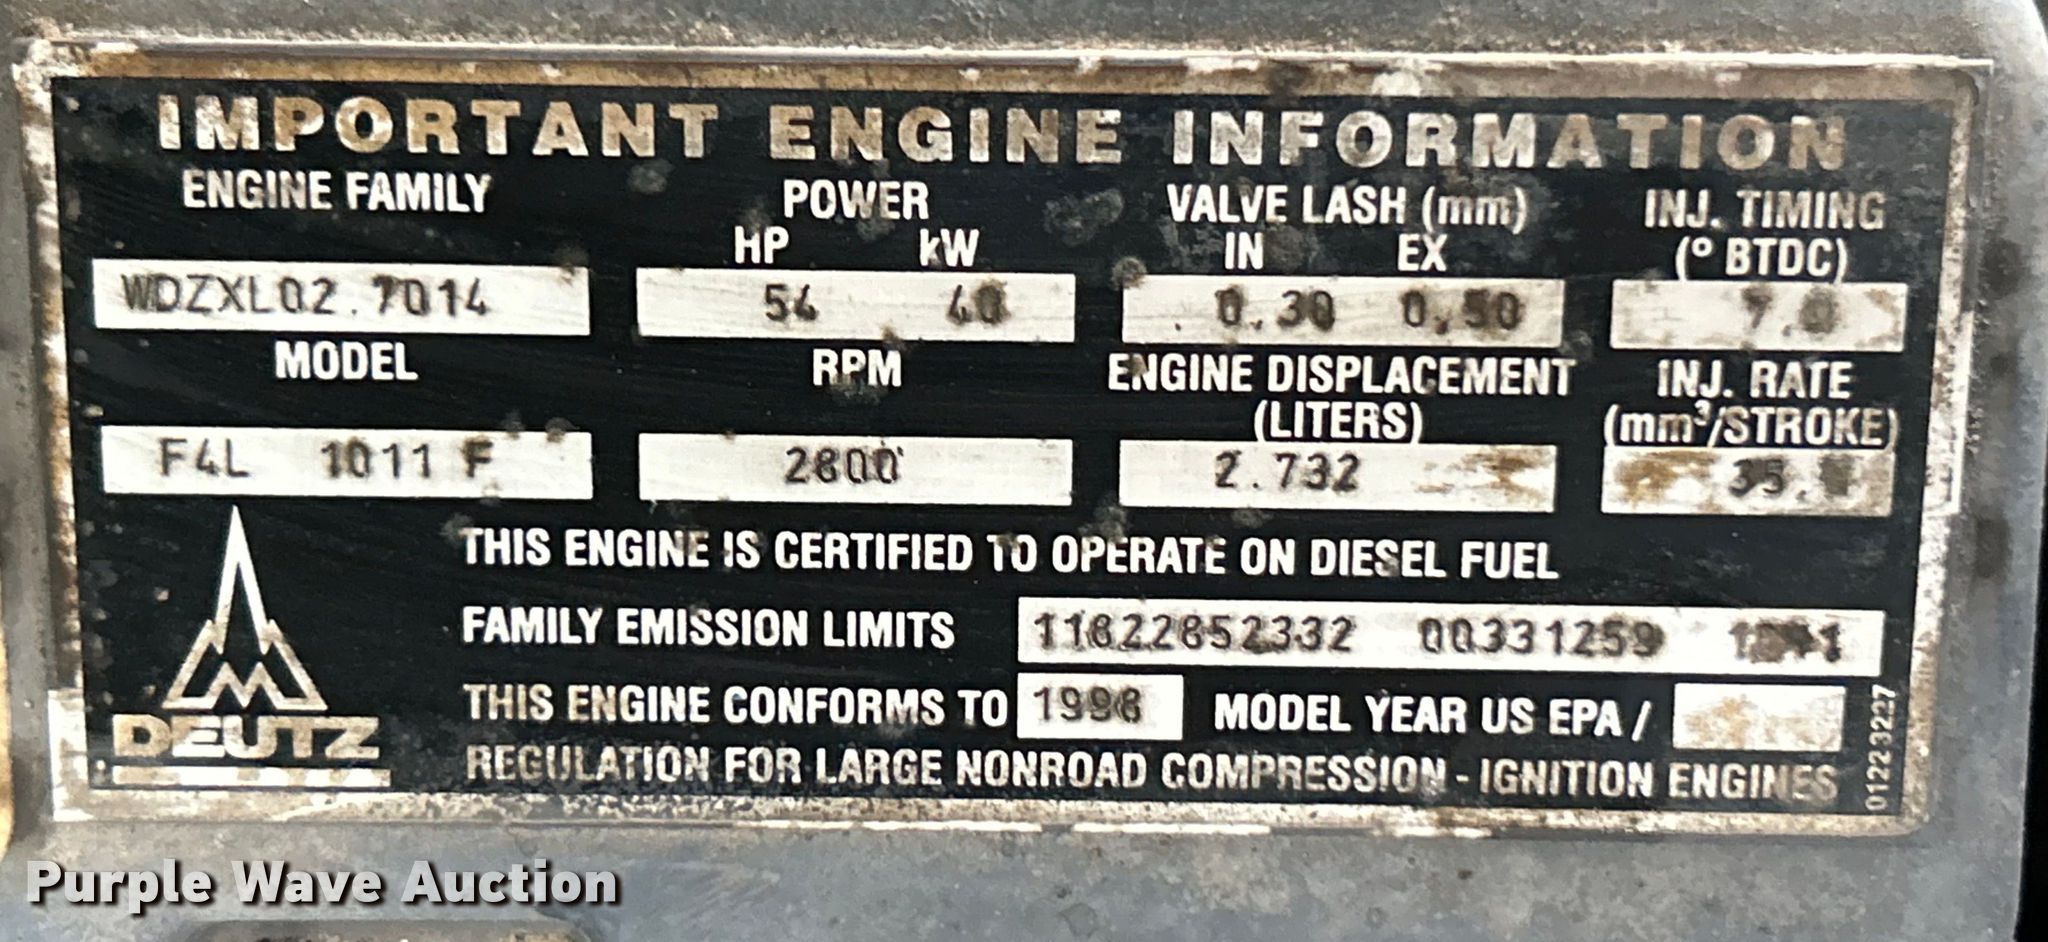 IMPORTANT ENGINE INFORMATION
ENGINE FAMILY POWER VALVE LASH (mm) INJ. TIMING
HP kW IN EX (° BTDC)
WDZXL02.7014 54 40 0.30 0.50 7.0
MODEL RPM ENGINE DISPLACEMENT INJ. RATE
(LITERS) (mm³/STROKE)
F4L 1011 F 2800 2.732
THIS ENGINE IS CERTIFIED TO OPERATE ON DIESEL FUEL
FAMILY EMISSION LIMITS 00331259
THIS ENGINE CONFORMS TO 1998 MODEL YEAR US EPA /
REGULATION FOR LARGE NONROAD COMPRESSION - IGNITION ENGINES
DEUTZ
01223227
Purple Wave Auction